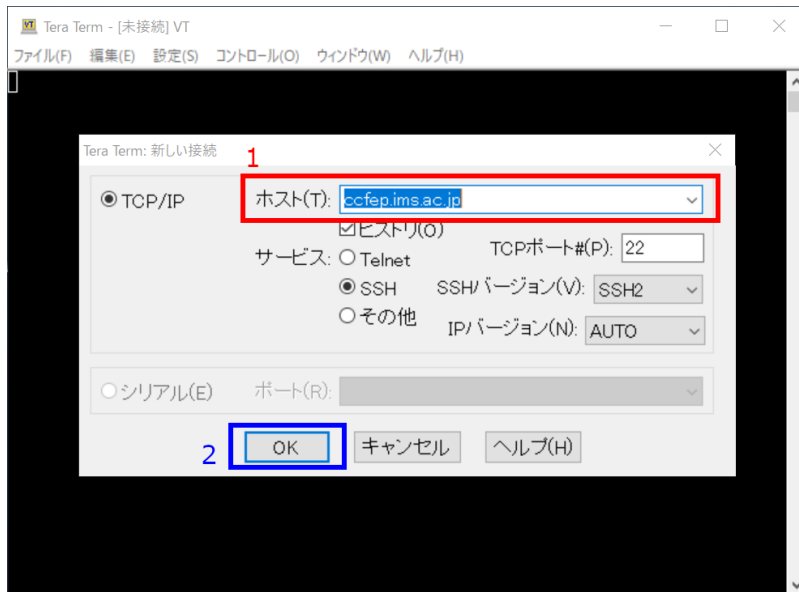 VT Tera Term - [未接続] VT
ファイル(F) 編集(E) 設定(S) コントロール(O) ウィンドウ(W) ヘルプ(H)
Tera Term: 新しい接続
1
TCP/IP ホスト(T): ccfep.ims.ac.jp
ヒストリ(O)
サービス: Telnet TCPポート#(P): 22
SSH SSHバージョン(V): SSH2
その他 IPバージョン(N): AUTO
シリアル(E) ポート(R):
2 OK キャンセル ヘルプ(H)